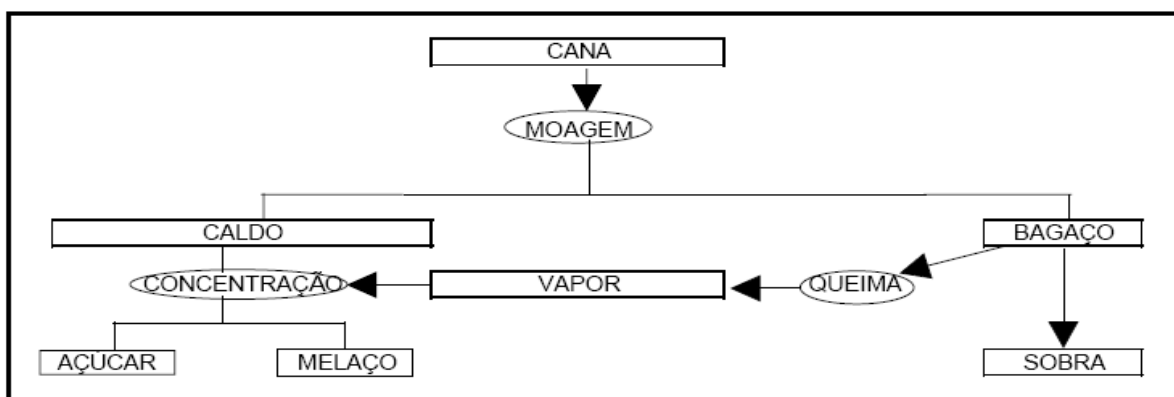 CANA
MOAGEM
CALDO
BAGAÇO
CONCENTRAÇÃO
VAPOR
QUEIMA
AÇUCAR
MELAÇO
SOBRA